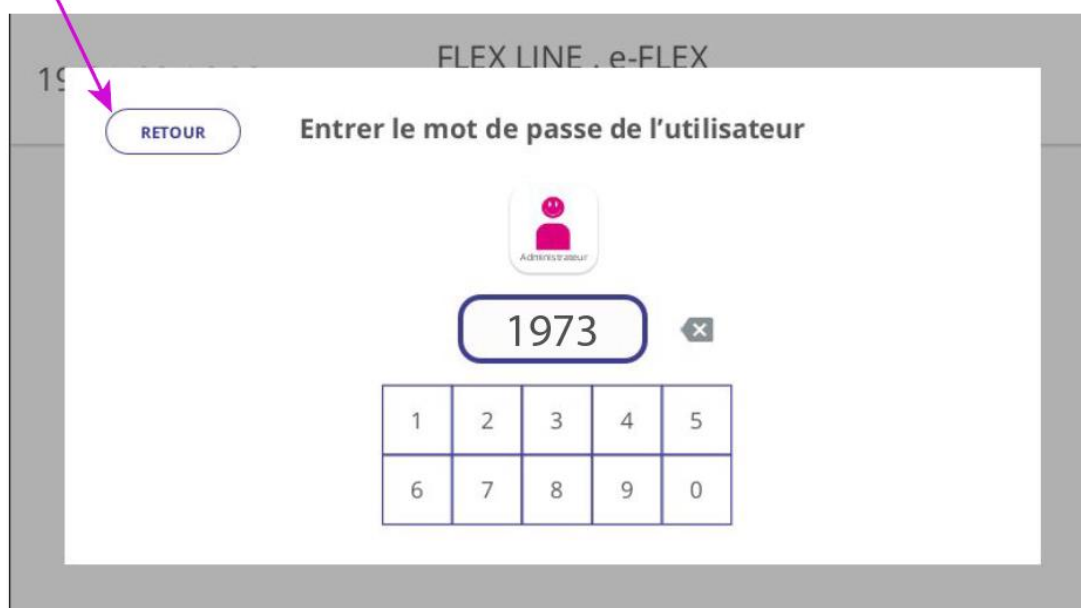 FLEX LINE , e-FLEX
19
RETOUR
Entrer le mot de passe de l’utilisateur
Administrateur
1973
1 2 3 4 5
6 7 8 9 0